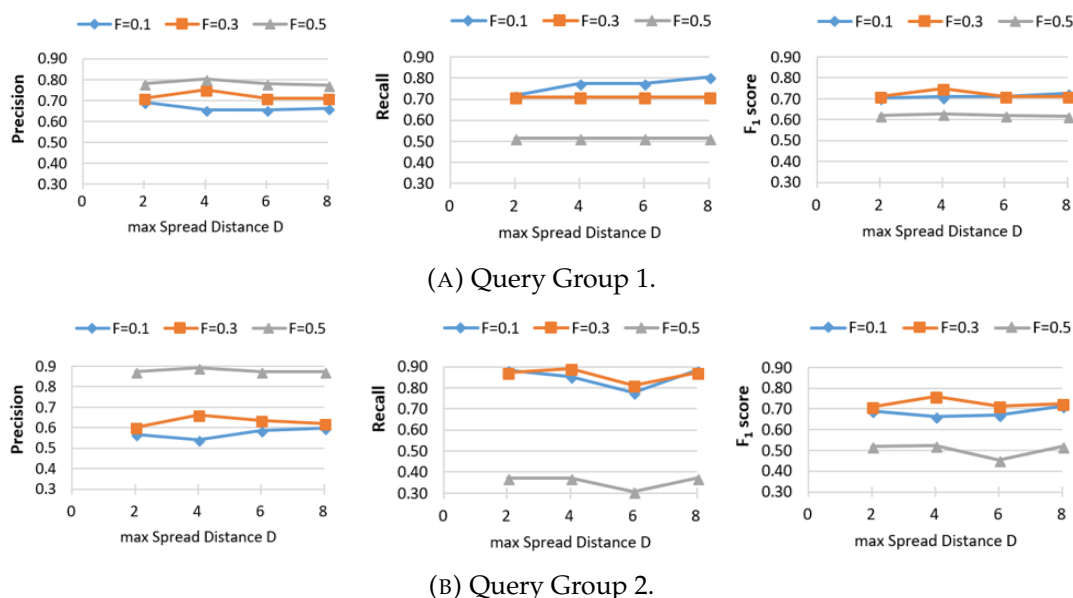 F=0.1 F=0.3 F=0.5
Precision
0.90
0.80
0.70
0.60
0.50
0.40
0.30
0 2 4 6 8
max Spread Distance D
F=0.1 F=0.3 F=0.5
Recall
0.90
0.80
0.70
0.60
0.50
0.40
0.30
0 2 4 6 8
max Spread Distance D
F=0.1 F=0.3 F=0.5
F₁ score
0.90
0.80
0.70
0.60
0.50
0.40
0.30
0 2 4 6 8
max Spread Distance D
(A) Query Group 1.
F=0.1 F=0.3 F=0.5
Precision
0.9
0.8
0.7
0.6
0.5
0.4
0.3
0 2 4 6 8
max Spread Distance D
F=0.1 F=0.3 F=0.5
Recall
0.90
0.80
0.70
0.60
0.50
0.40
0.30
0 2 4 6 8
max Spread Distance D
F=0.1 F=0.3 F=0.5
F₁ score
0.90
0.80
0.70
0.60
0.50
0.40
0.30
0 2 4 6 8
max Spread Distance D
(B) Query Group 2.